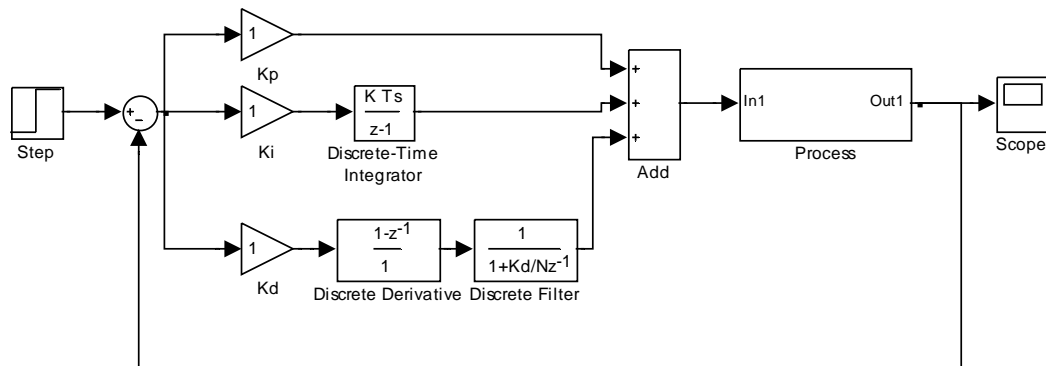 1
Kp
Step
+
−
1
Ki
K Ts
z-1
Discrete-Time
Integrator
1
Kd
1-z-1
1
Discrete Derivative
1
1+Kd/Nz-1
Discrete Filter
+
+
+
Add
In1
Out1
Process
Scope